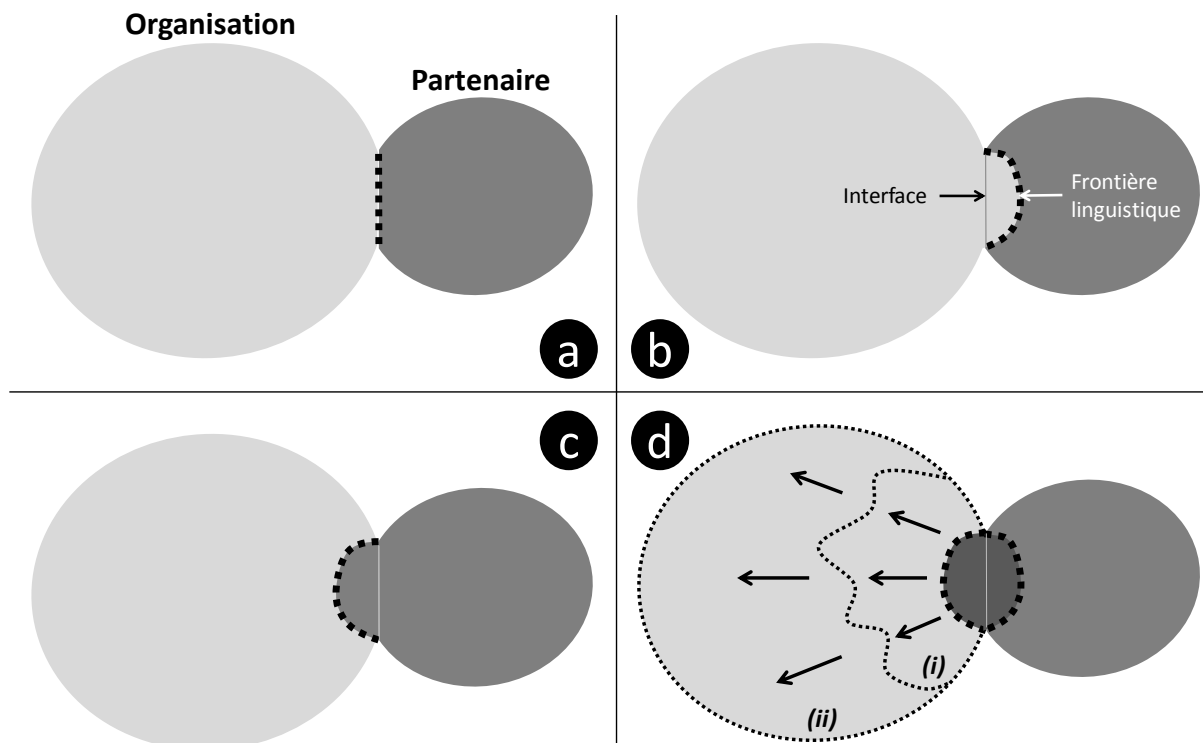 Organisation
Partenaire
a
b
Interface
Frontière
linguistique
c
d
(i)
(ii)